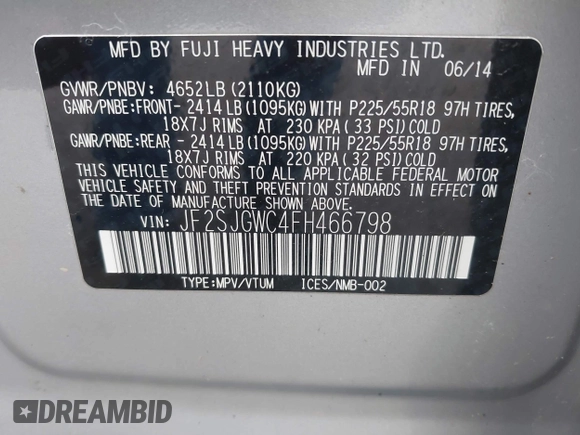 MFD BY FUJI HEAVY INDUSTRIES LTD.
MFD IN 06/14
GVWR/PNBV: 4652LB(2110KG)
GAWR/PNBE:FRONT- 2414LB(1095KG)WITH P225/55R18 97H TIRES,
18X7J RIMS AT 230 KPA( 33 PSI)COLD
GAWR/PNBE:REAR - 2414LB(1095KG)WITH P225/55R18 97H TIRES,
18X7J RIMS AT 220 KPA( 32 PSI)COLD
THIS VEHICLE CONFORMS TO ALL APPLICABLE FEDERAL MOTOR
VEHICLE SAFETY AND THEFT PREVENTION STANDARDS IN EFFECT ON
THE DATE OF MANUFACTURE SHOWN ABOVE.
VIN: JF2SJGWC4FH466798
TYPE:MPV/VTUM ICES/NMB-002
DREAMBID